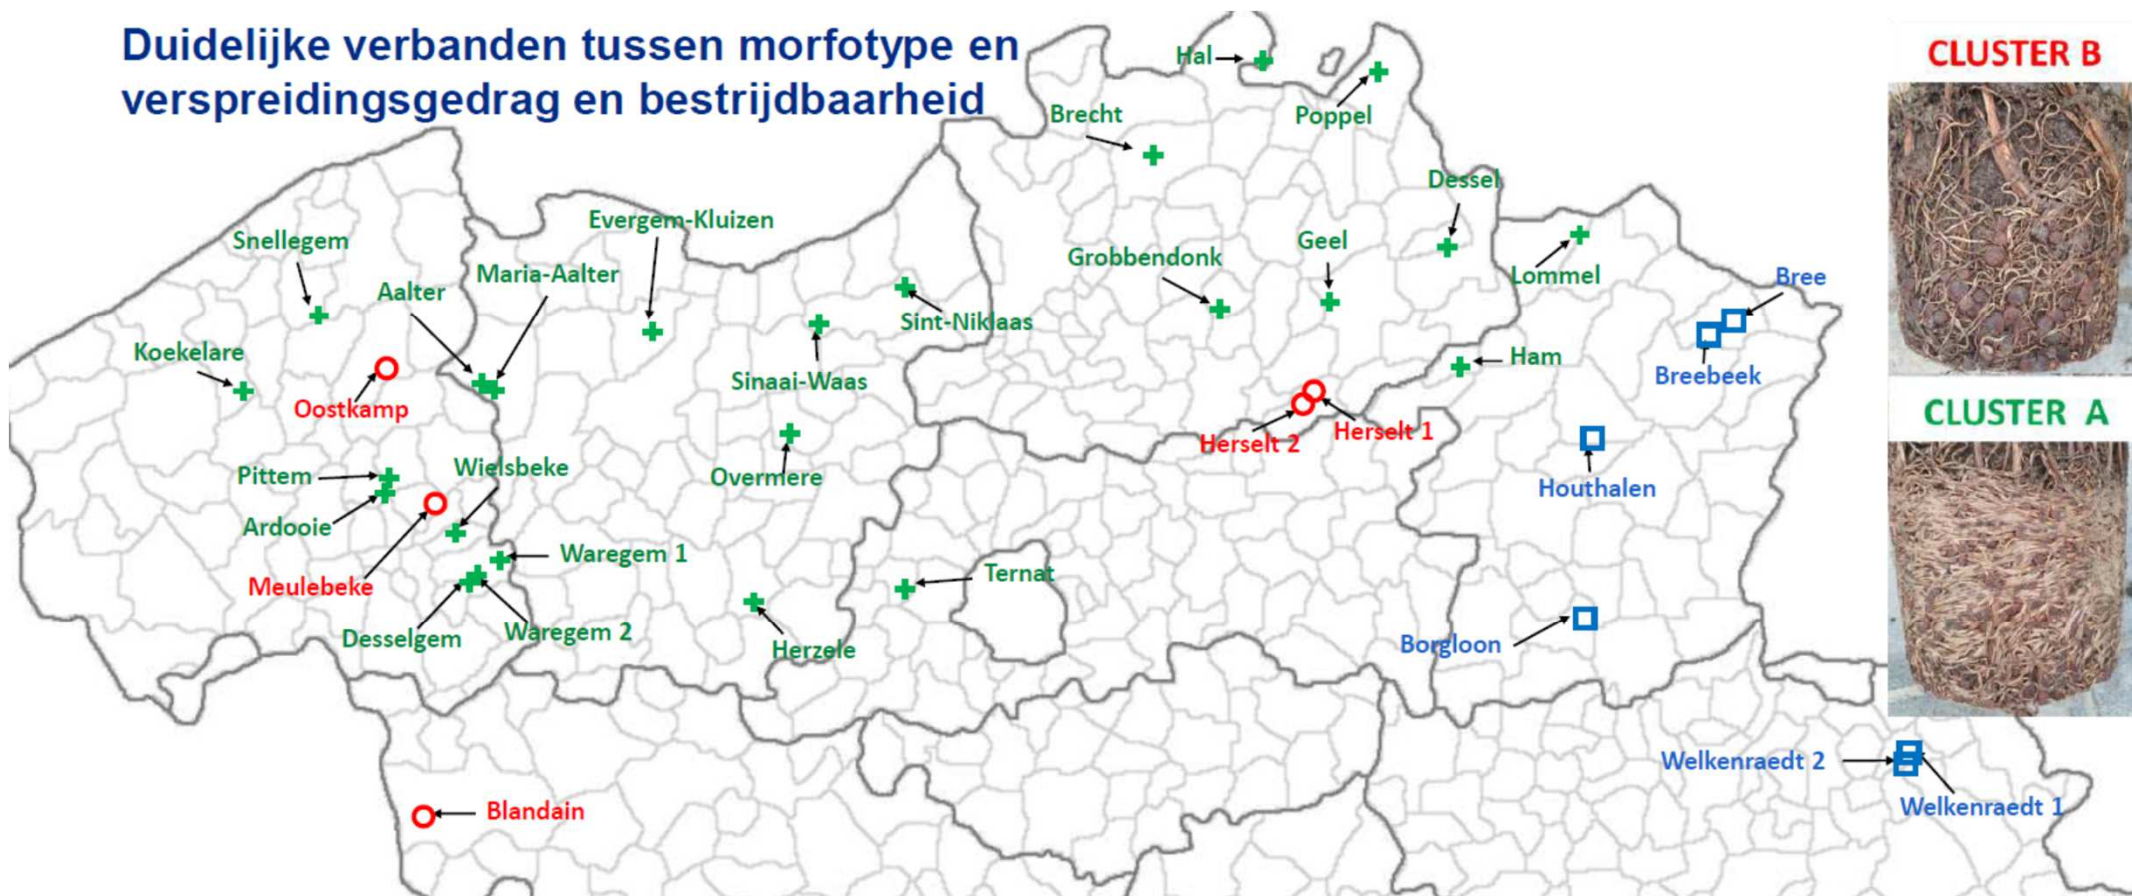 Duidelijke verbanden tussen morfotype en
verspreidingsgedrag en bestrijdbaarheid
CLUSTER B
Hal
Poppel
Brecht
Dessel
Evergem-Kluizen
Snellegem
Maria-Aalter
Aalter
Grobbendonk
Geel
Lommel
Bree
Sint-Niklaas
Koekelare
Ham
Sinaai-Waas
Breebeek
Oostkamp
CLUSTER A
Herselt 2
Herselt 1
Pittem
Wielsbeke
Overmere
Houthalen
Ardooie
Waregem 1
Meulebeke
Ternat
Desselgem
Waregem 2
Herzele
Borgloon
Welkenraedt 2
Blandain
Welkenraedt 1